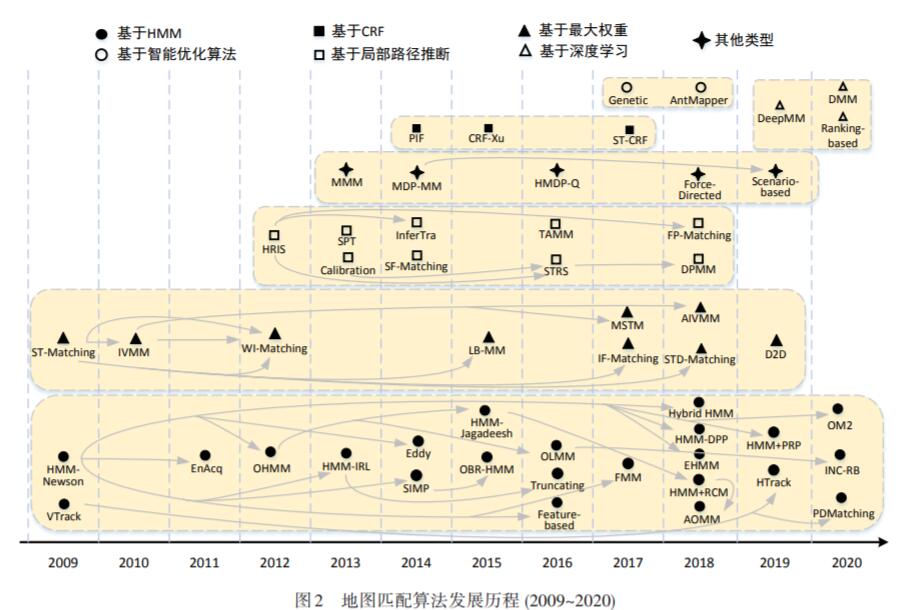 基于HMM
基于CRF
基于最大权重
其他类型
基于智能优化算法
基于局部路径推断
基于深度学习
Genetic
AntMapper
DeepMM
DMM
Ranking-
based
PIF
CRF-Xu
ST-CRF
MMM
MDP-MM
HMDP-Q
Force-
Directed
Scenario-
based
HRIS
SPT
Calibration
InferTra
SF-Matching
TAMM
STRS
FP-Matching
DPMM
ST-Matching
IVMM
WI-Matching
LB-MM
MSTM
IF-Matching
AIVMM
STD-Matching
D2D
HMM-
Newson
VTrack
EnAcq
OHMM
HMM-IRL
Eddy
SIMP
HMM-
Jagadeesh
OBR-HMM
OLMM
Truncating
Feature-
based
FMM
Hybrid HMM
HMM-DPP
EHMM
HMM+RCM
AOMM
HMM+PRP
HTrack
OM2
INC-RB
PDMatching
2009 2010 2011 2012 2013 2014 2015 2016 2017 2018 2019 2020
图2 地图匹配算法发展历程 (2009~2020)